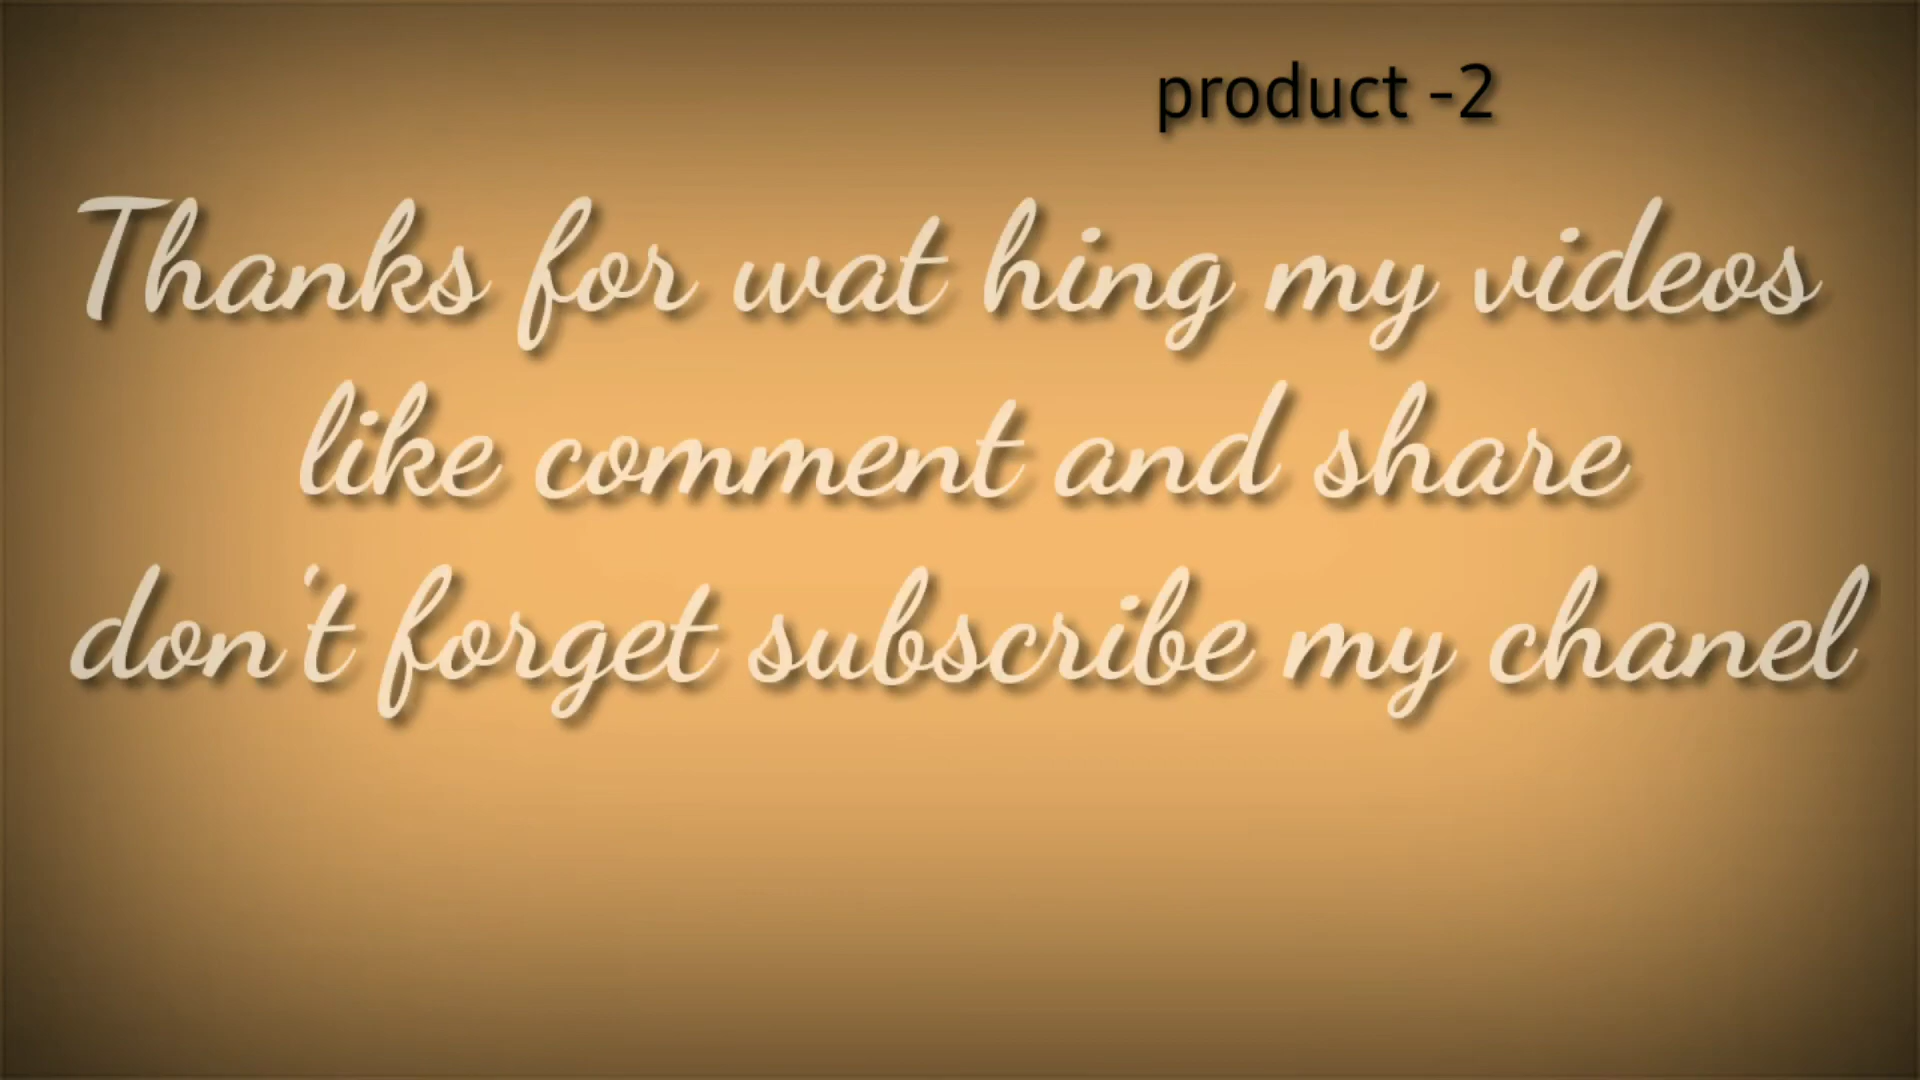 product -2
Thanks for wat hing my videos
like comment and share
don't forget subscribe my chanel